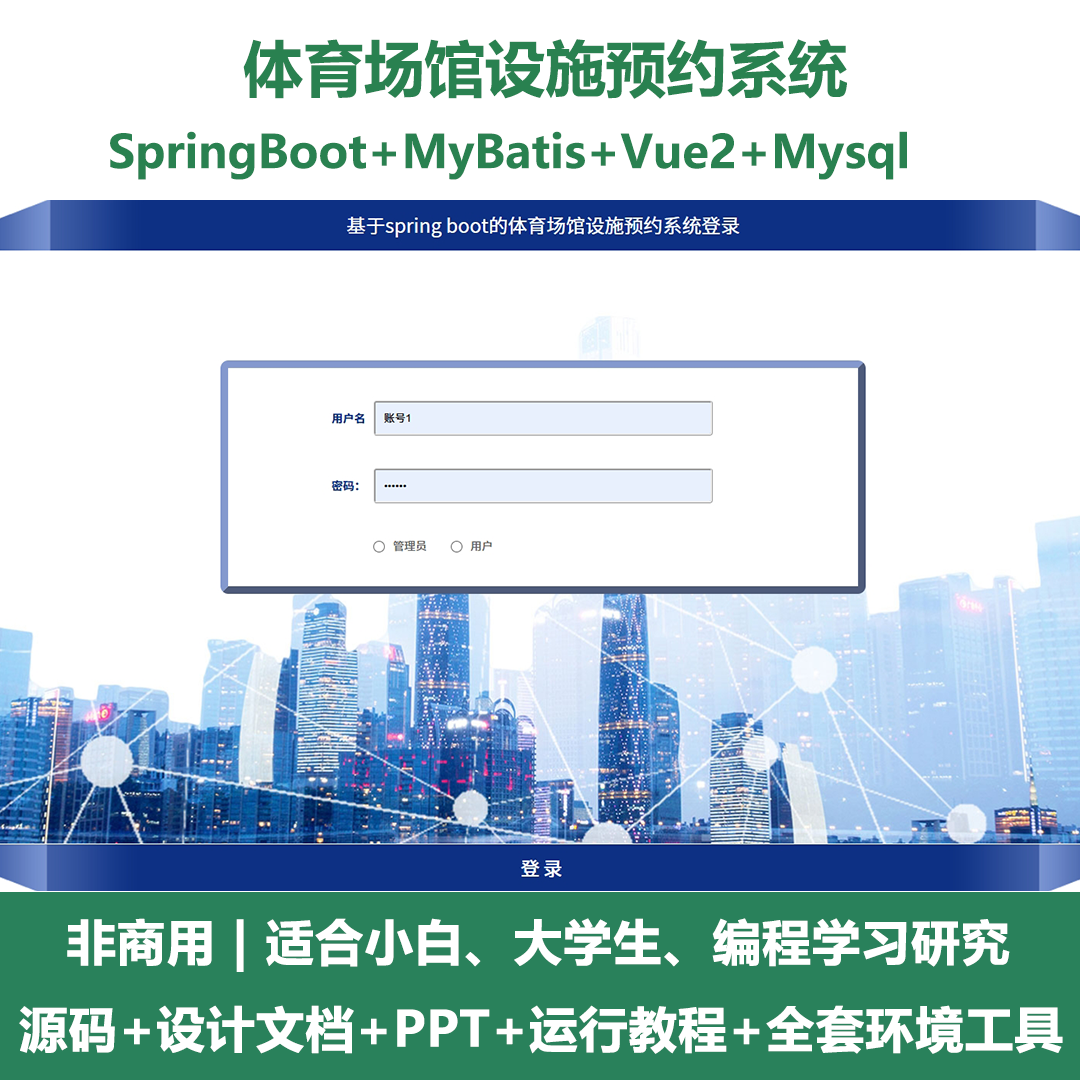 体育场馆设施预约系统
SpringBoot+MyBatis+Vue2+Mysql
基于spring boot的体育场馆设施预约系统登录
用户名 账号1
密码： ••••••
管理员 用户
登录
非商用 | 适合小白、大学生、编程学习研究
源码+设计文档+PPT+运行教程+全套环境工具